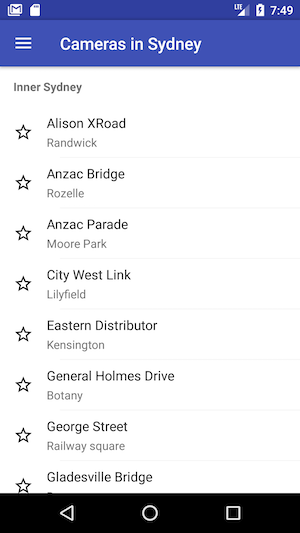 LTE 7:49
Cameras in Sydney
Inner Sydney
Alison XRoad
Randwick
Anzac Bridge
Rozelle
Anzac Parade
Moore Park
City West Link
Lilyfield
Eastern Distributor
Kensington
General Holmes Drive
Botany
George Street
Railway square
Gladesville Bridge